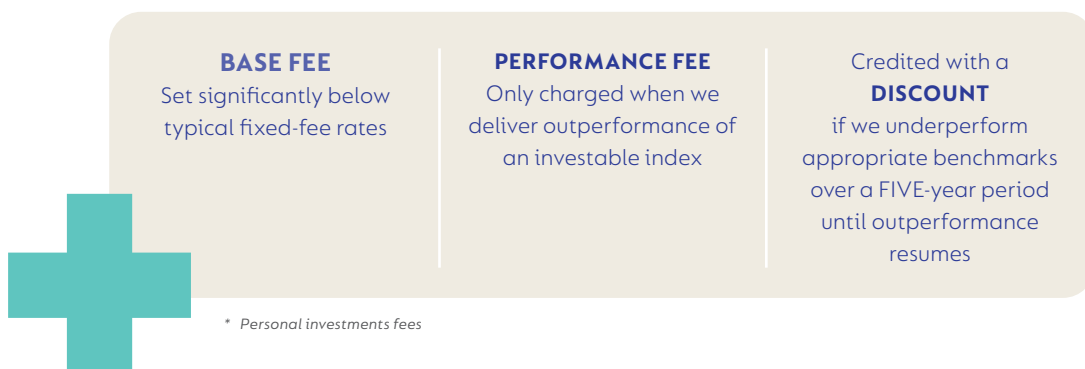 BASE FEE
Set significantly below
typical fixed-fee rates
PERFORMANCE FEE
Only charged when we
deliver outperformance of
an investable index
Credited with a
DISCOUNT
if we underperform
appropriate benchmarks
over a FIVE-year period
until outperformance
resumes
* Personal investments fees